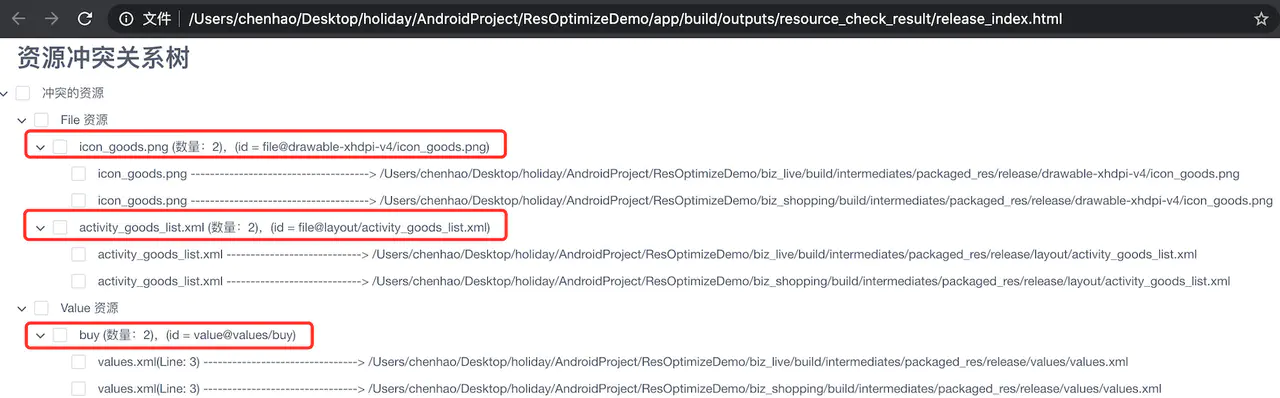 文件 /Users/chenhao/Desktop/holiday/AndroidProject/ResOptimizeDemo/app/build/outputs/resource_check_result/release_index.html
资源冲突关系树
冲突的资源
File 资源
icon_goods.png (数量：2)，(id = file@drawable-xhdpi-v4/icon_goods.png)
icon_goods.png -------------------------------------> /Users/chenhao/Desktop/holiday/AndroidProject/ResOptimizeDemo/biz_live/build/intermediates/packaged_res/release/drawable-xhdpi-v4/icon_goods.png
icon_goods.png -------------------------------------> /Users/chenhao/Desktop/holiday/AndroidProject/ResOptimizeDemo/biz_shopping/build/intermediates/packaged_res/release/drawable-xhdpi-v4/icon_goods.png
activity_goods_list.xml (数量：2)，(id = file@layout/activity_goods_list.xml)
activity_goods_list.xml ----------------------------> /Users/chenhao/Desktop/holiday/AndroidProject/ResOptimizeDemo/biz_live/build/intermediates/packaged_res/release/layout/activity_goods_list.xml
activity_goods_list.xml ----------------------------> /Users/chenhao/Desktop/holiday/AndroidProject/ResOptimizeDemo/biz_shopping/build/intermediates/packaged_res/release/layout/activity_goods_list.xml
Value 资源
buy (数量：2)，(id = value@values/buy)
values.xml(Line: 3) --------------------------------> /Users/chenhao/Desktop/holiday/AndroidProject/ResOptimizeDemo/biz_live/build/intermediates/packaged_res/release/values/values.xml
values.xml(Line: 3) --------------------------------> /Users/chenhao/Desktop/holiday/AndroidProject/ResOptimizeDemo/biz_shopping/build/intermediates/packaged_res/release/values/values.xml